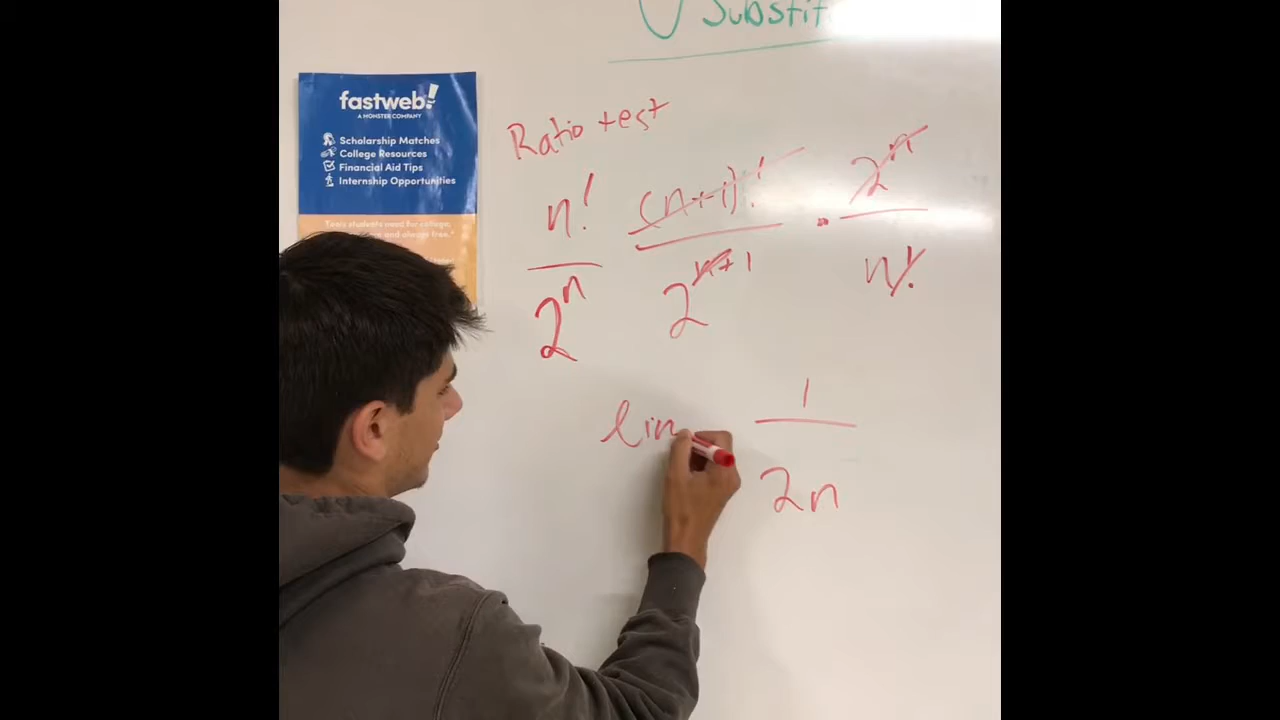 Substit
fastweb!
A MONSTER COMPANY
Scholarship Matches
College Resources
Financial Aid Tips
Internship Opportunities
Ratio test
n! (n+1)! · 2^n
2^n 2^{n+1} n!
lim 1
2n